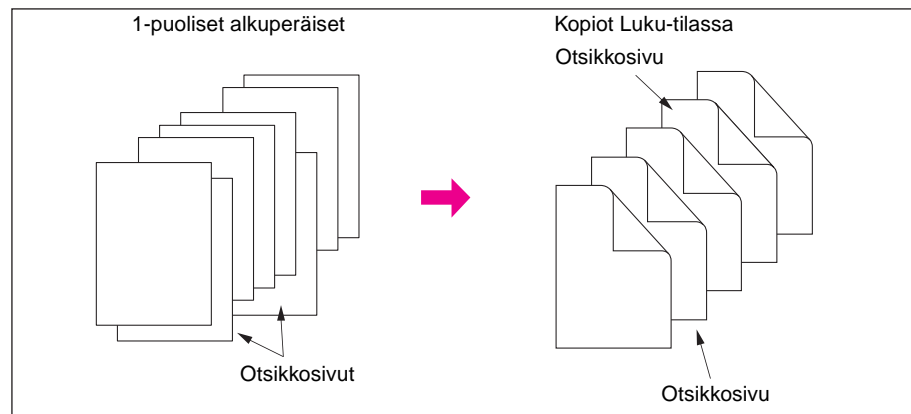 1-puoliset alkuperäiset
Kopiot Luku-tilassa
Otsikkosivu
Otsikkosivut
Otsikkosivu